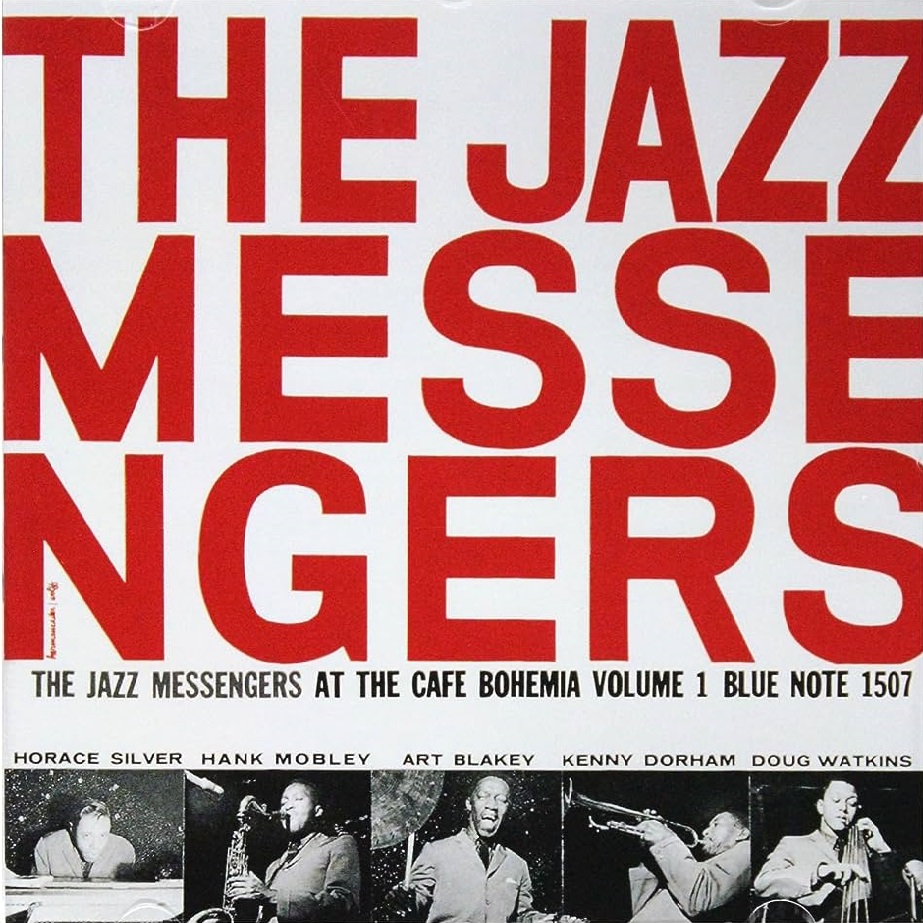 THE JAZZ
MESSE
NGERS
THE JAZZ MESSENGERS AT THE CAFE BOHEMIA VOLUME 1 BLUE NOTE 1507
HORACE SILVER HANK MOBLEY ART BLAKEY KENNY DORHAM DOUG WATKINS